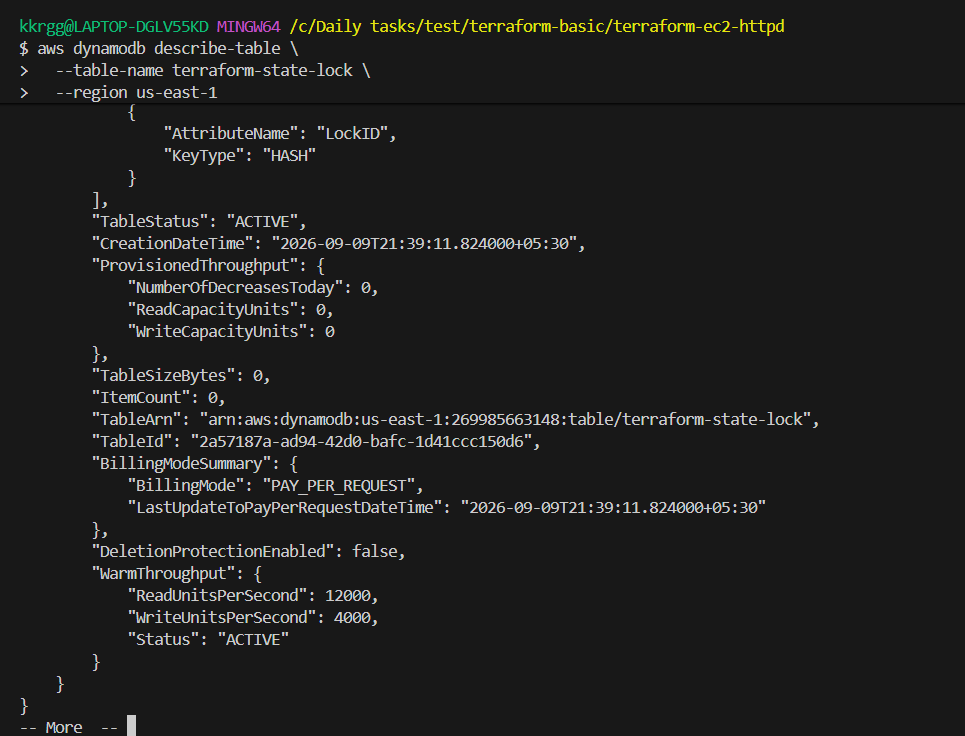 kkrgg@LAPTOP-DGLV55KD MINGW64 /c/Daily tasks/test/terraform-basic/terraform-ec2-httpd
$ aws dynamodb describe-table \
>   --table-name terraform-state-lock \
>   --region us-east-1
            {
                "AttributeName": "LockID",
                "KeyType": "HASH"
            }
        ],
        "TableStatus": "ACTIVE",
        "CreationDateTime": "2026-09-09T21:39:11.824000+05:30",
        "ProvisionedThroughput": {
            "NumberOfDecreasesToday": 0,
            "ReadCapacityUnits": 0,
            "WriteCapacityUnits": 0
        },
        "TableSizeBytes": 0,
        "ItemCount": 0,
        "TableArn": "arn:aws:dynamodb:us-east-1:269985663148:table/terraform-state-lock",
        "TableId": "2a57187a-ad94-42d0-bafc-1d41ccc150d6",
        "BillingModeSummary": {
            "BillingMode": "PAY_PER_REQUEST",
            "LastUpdateToPayPerRequestDateTime": "2026-09-09T21:39:11.824000+05:30"
        },
        "DeletionProtectionEnabled": false,
        "WarmThroughput": {
            "ReadUnitsPerSecond": 12000,
            "WriteUnitsPerSecond": 4000,
            "Status": "ACTIVE"
        }
    }
}
-- More  --